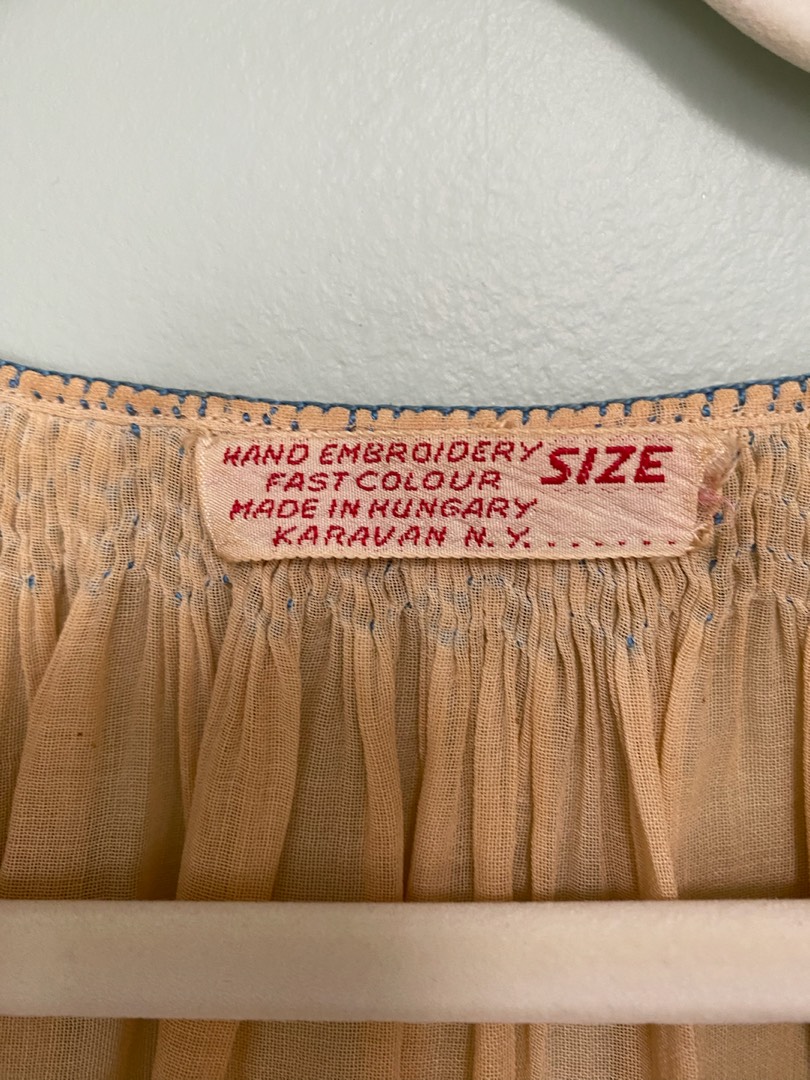 HAND EMBROIDERY SIZE
FAST COLOUR
MADE IN HUNGARY
KARAVAN N.Y. . . . . . .